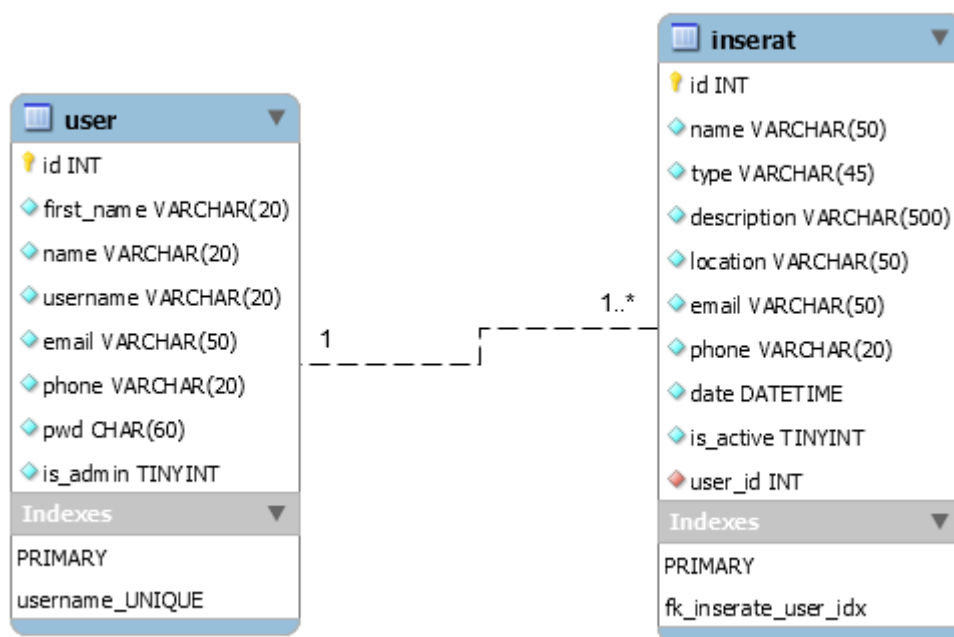 user
id INT
first_name VARCHAR(20)
name VARCHAR(20)
username VARCHAR(20)
email VARCHAR(50)
phone VARCHAR(20)
pwd CHAR(60)
is_admin TINYINT
Indexes
PRIMARY
username_UNIQUE
1
1..*
inserat
id INT
name VARCHAR(50)
type VARCHAR(45)
description VARCHAR(500)
location VARCHAR(50)
email VARCHAR(50)
phone VARCHAR(20)
date DATETIME
is_active TINYINT
user_id INT
Indexes
PRIMARY
fk_inserate_user_idx